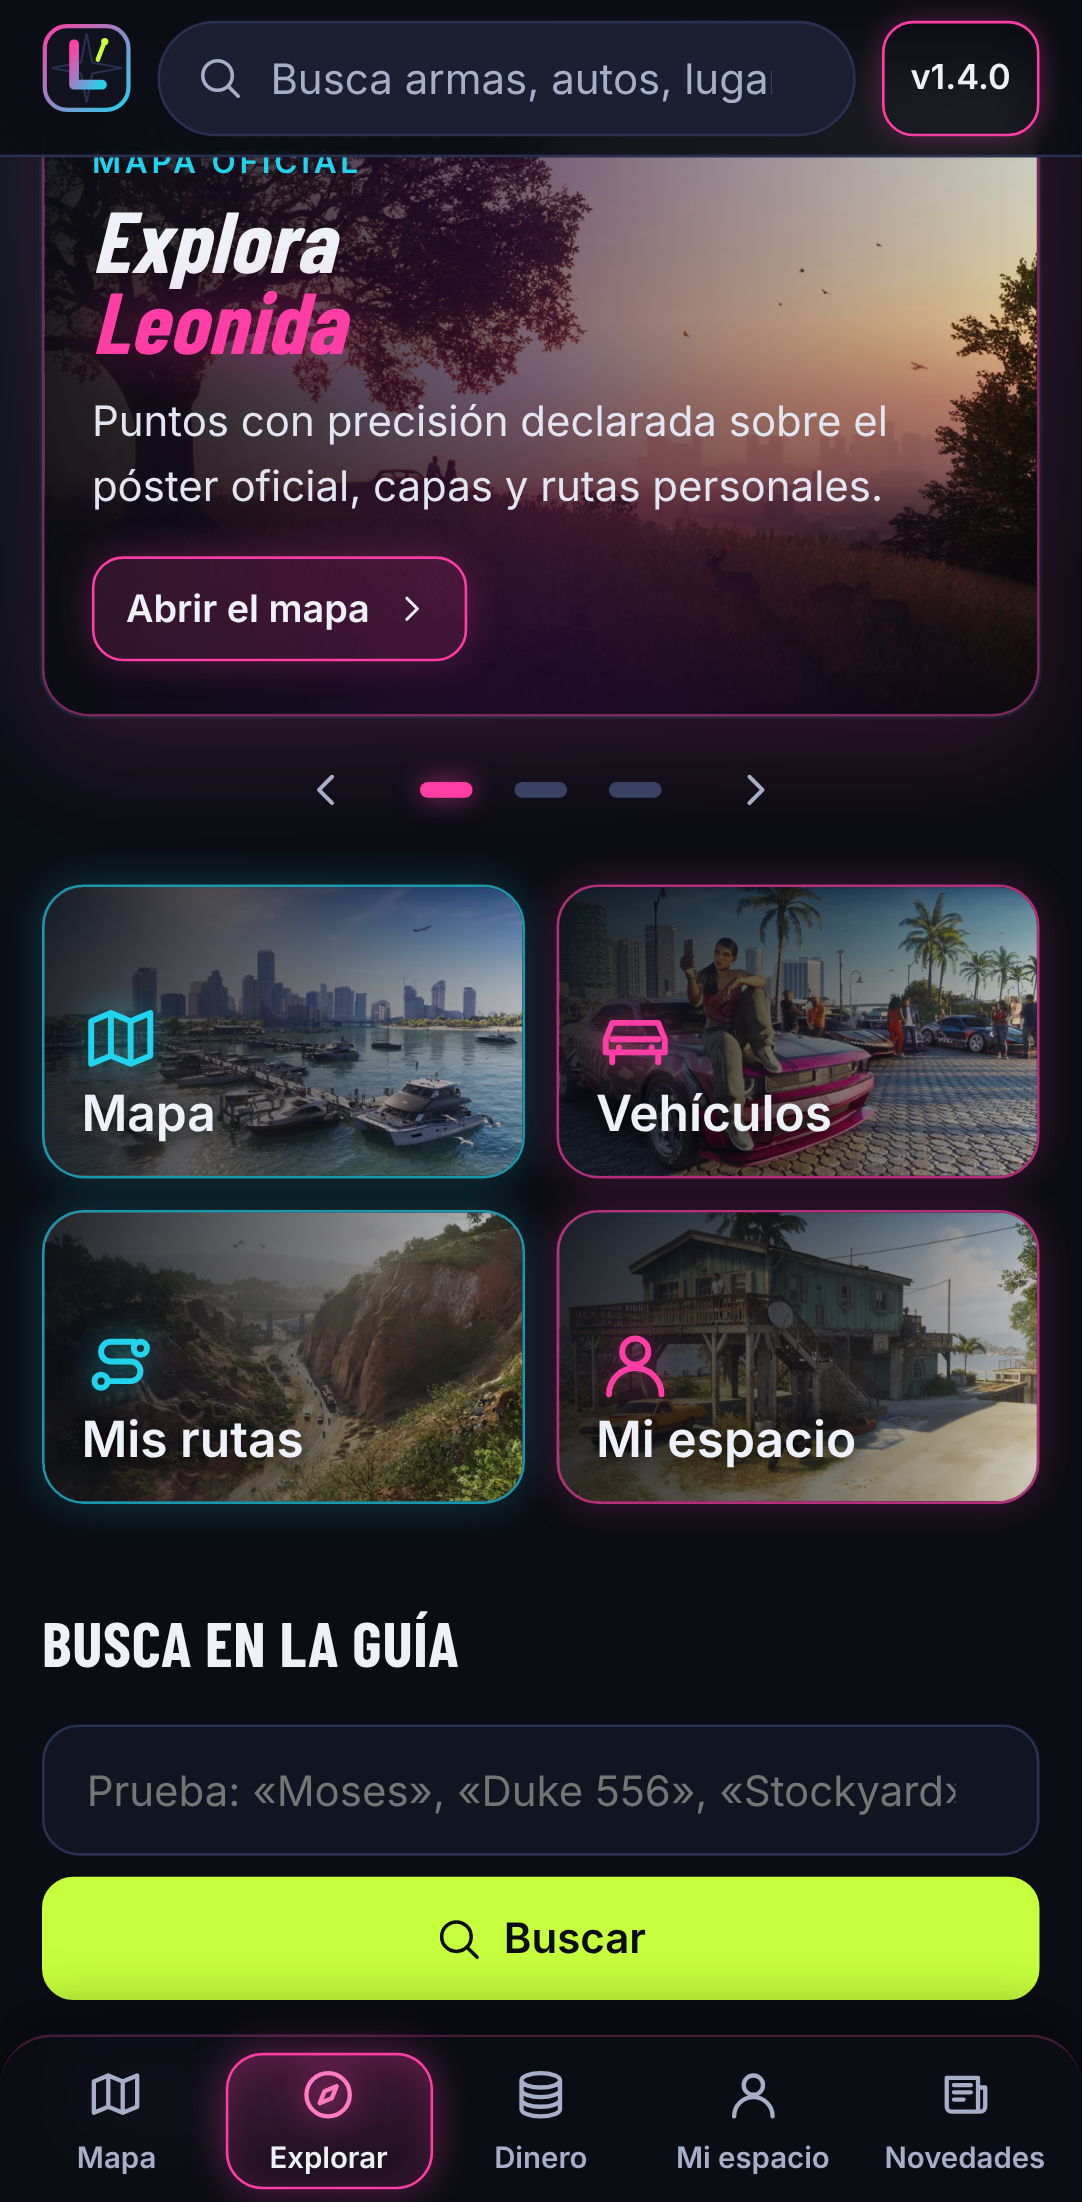 Busca armas, autos, luga
v1.4.0
MAPA OFICIAL
Explora
Leonida
Puntos con precisión declarada sobre el
póster oficial, capas y rutas personales.
Abrir el mapa
Mapa
Vehículos
Mis rutas
Mi espacio
BUSCA EN LA GUÍA
Prueba: «Moses», «Duke 556», «Stockyard»
Buscar
Mapa
Explorar
Dinero
Mi espacio
Novedades